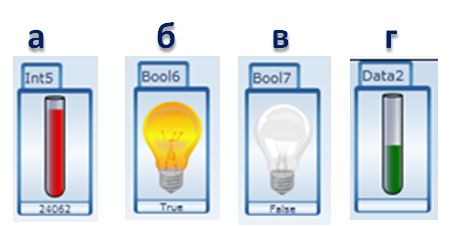 а б в г
Int5 Bool6 Bool7 Data2
24062 True False